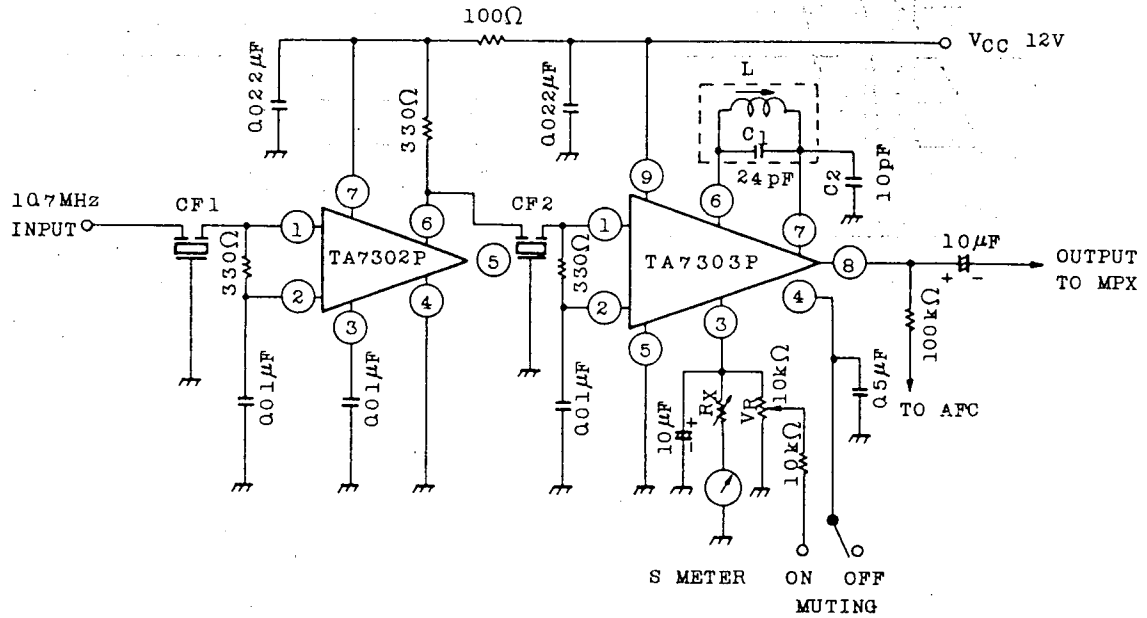 100Ω
VCC 12V
0.022μF
0.022μF
330Ω
L
C1
24pF
C2
10pF
10.7MHz
INPUT
CF1
CF2
7
6
9
6
7
1
TA7302P
5
1
TA7303P
8
10μF
+
-
OUTPUT
TO MPX
330Ω
330Ω
2
4
2
4
3
5
3
100kΩ
0.01μF
0.01μF
0.01μF
10μF
+
-
RX
VR
10kΩ
10kΩ
0.5μF
TO AFC
S METER
ON
OFF
MUTING